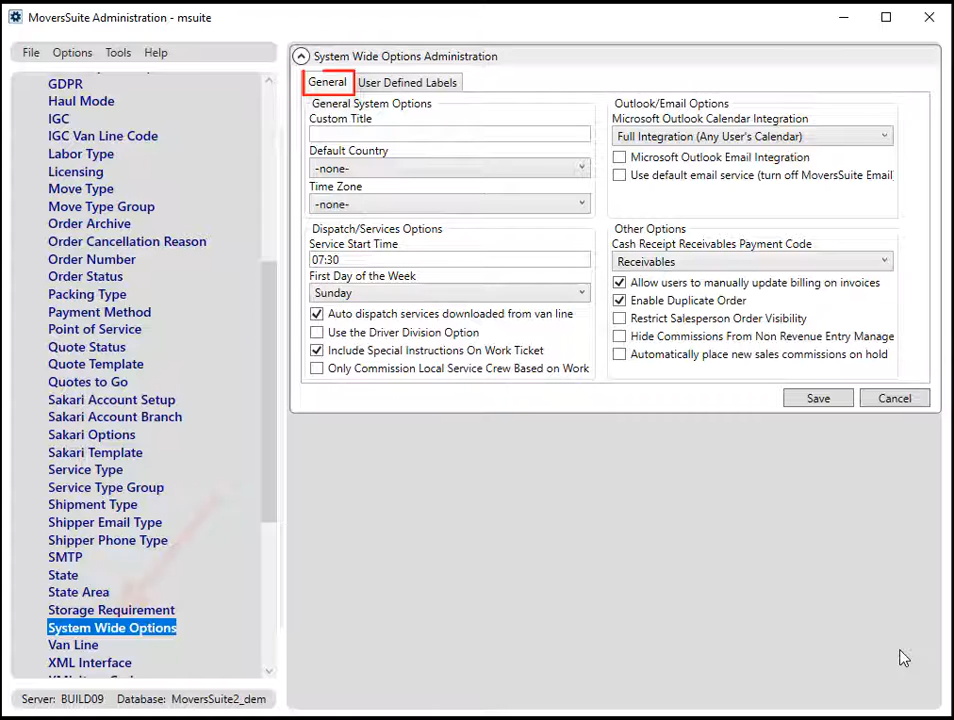 MoversSuite Administration - msuite
File Options Tools Help
GDPR
Haul Mode
IGC
IGC Van Line Code
Labor Type
Licensing
Move Type
Move Type Group
Order Archive
Order Cancellation Reason
Order Number
Order Status
Packing Type
Payment Method
Point of Service
Quote Status
Quote Template
Quotes to Go
Sakari Account Setup
Sakari Account Branch
Sakari Options
Sakari Template
Service Type
Service Type Group
Shipment Type
Shipper Email Type
Shipper Phone Type
SMTP
State
State Area
Storage Requirement
System Wide Options
Van Line
XML Interface
Server: BUILD09 Database: MoversSuite2_dem
System Wide Options Administration
General User Defined Labels
General System Options
Custom Title
Default Country
-none-
Time Zone
-none-
Dispatch/Services Options
Service Start Time
07:30
First Day of the Week
Sunday
Auto dispatch services downloaded from van line
Use the Driver Division Option
Include Special Instructions On Work Ticket
Only Commission Local Service Crew Based on Work
Outlook/Email Options
Microsoft Outlook Calendar Integration
Full Integration (Any User's Calendar)
Microsoft Outlook Email Integration
Use default email service (turn off MoversSuite Email
Other Options
Cash Receipt Receivables Payment Code
Receivables
Allow users to manually update billing on invoices
Enable Duplicate Order
Restrict Salesperson Order Visibility
Hide Commissions From Non Revenue Entry Manage
Automatically place new sales commissions on hold
Save Cancel